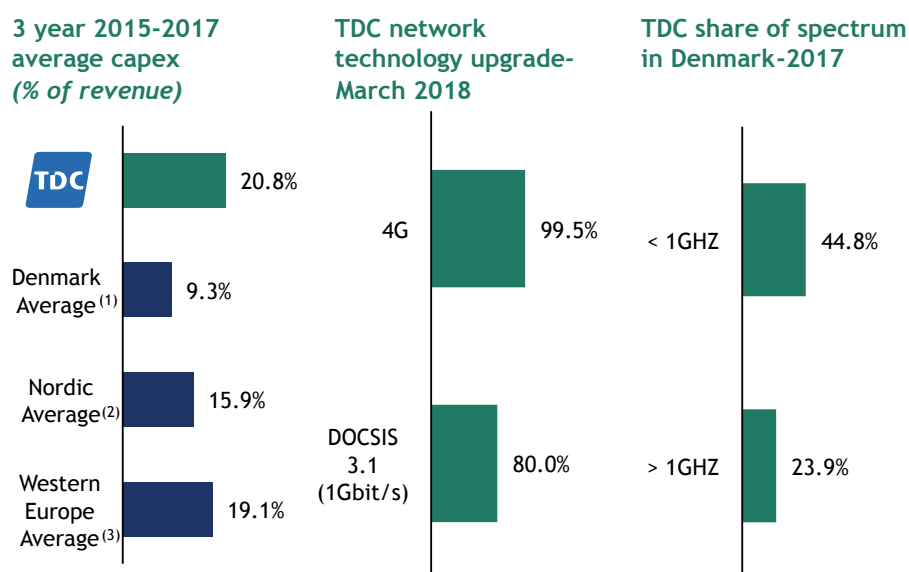 3 year 2015-2017
average capex
(% of revenue)
TDC
20.8%
Denmark
Average(1)
9.3%
Nordic
Average(2)
15.9%
Western
Europe
Average(3)
19.1%
TDC network
technology upgrade-
March 2018
4G
99.5%
DOCSIS
3.1
(1Gbit/s)
80.0%
TDC share of spectrum
in Denmark-2017
< 1GHZ
44.8%
> 1GHZ
23.9%